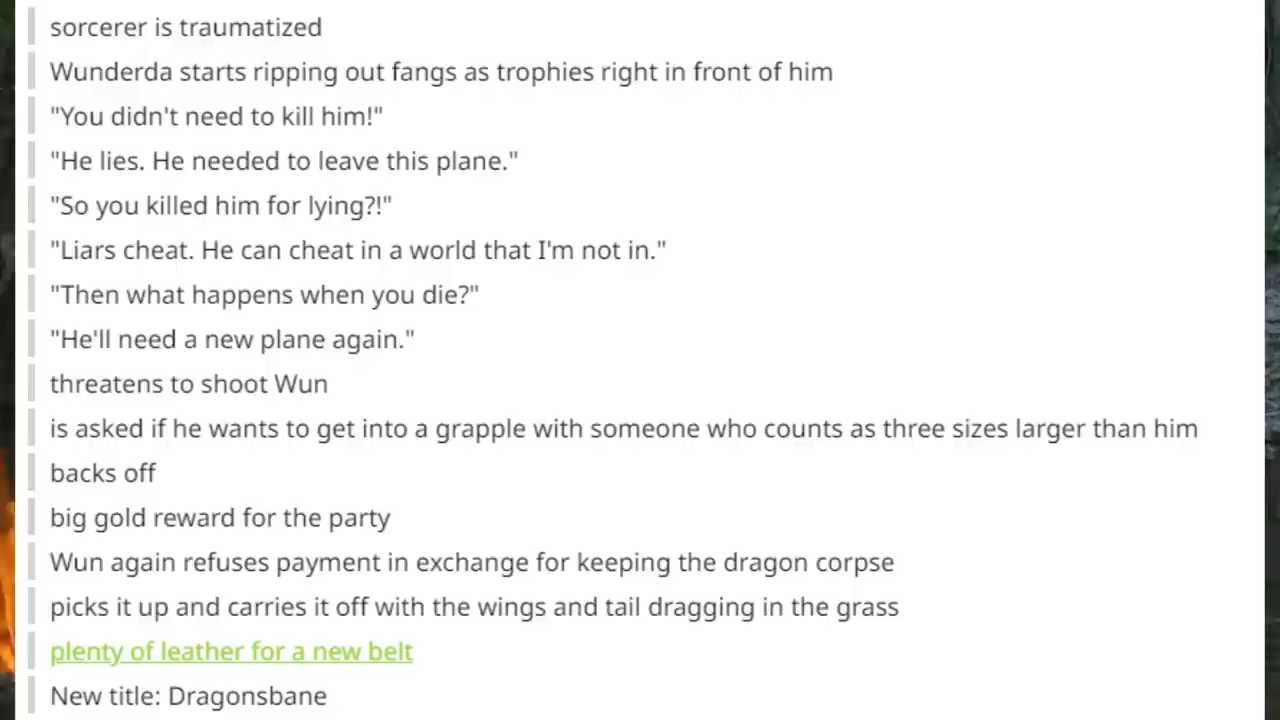 sorcerer is traumatized
Wunderda starts ripping out fangs as trophies right in front of him
"You didn't need to kill him!"
"He lies. He needed to leave this plane."
"So you killed him for lying?!"
"Liars cheat. He can cheat in a world that I'm not in."
"Then what happens when you die?"
"He'll need a new plane again."
threatens to shoot Wun
is asked if he wants to get into a grapple with someone who counts as three sizes larger than him
backs off
big gold reward for the party
Wun again refuses payment in exchange for keeping the dragon corpse
picks it up and carries it off with the wings and tail dragging in the grass
plenty of leather for a new belt
New title: Dragonsbane